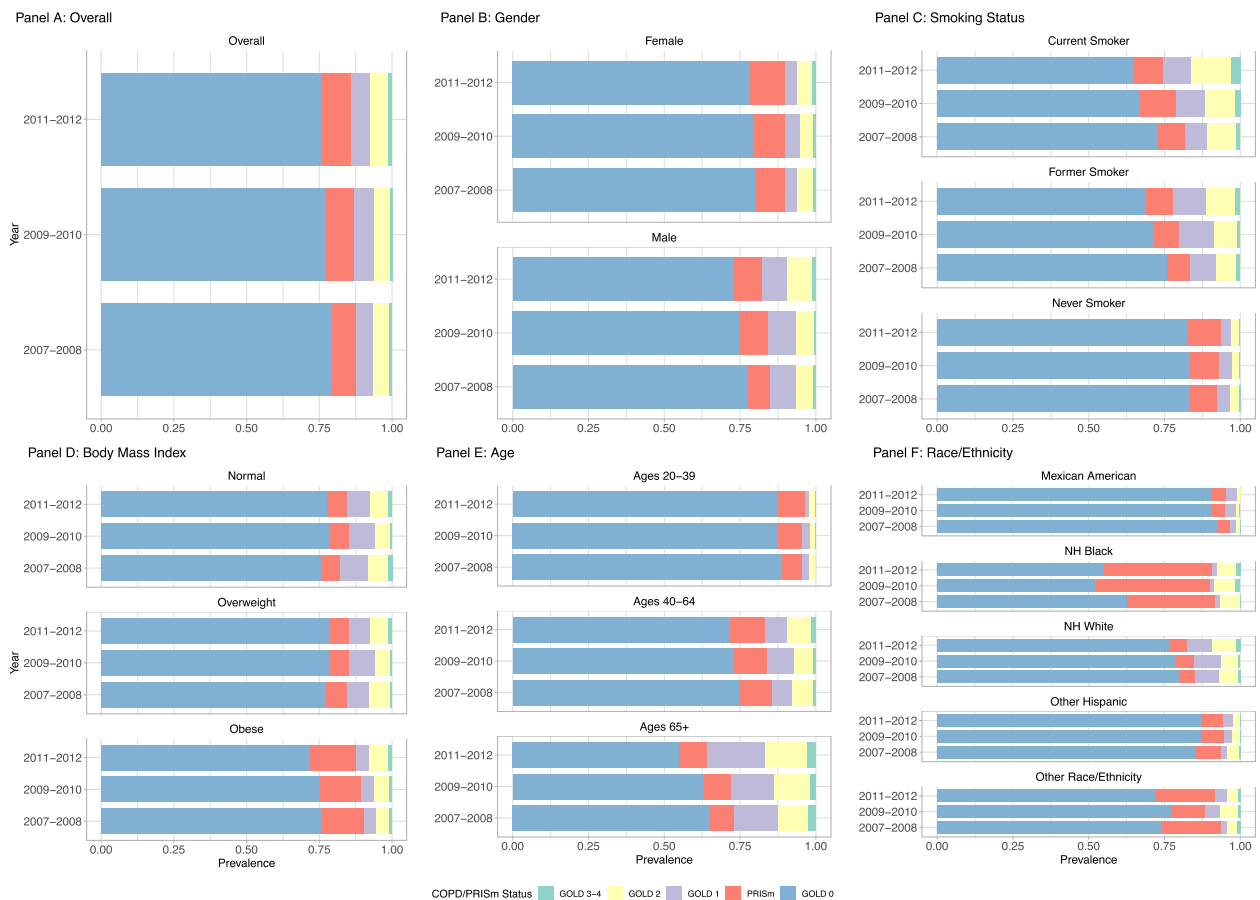 Panel A: Overall
Overall
Year
2011−2012
2009−2010
2007−2008
0.00 0.25 0.50 0.75 1.00
Panel B: Gender
Female
2011−2012
2009−2010
2007−2008
Male
2011−2012
2009−2010
2007−2008
0.00 0.25 0.50 0.75 1.00
Panel C: Smoking Status
Current Smoker
2011−2012
2009−2010
2007−2008
Former Smoker
2011−2012
2009−2010
2007−2008
Never Smoker
2011−2012
2009−2010
2007−2008
0.00 0.25 0.50 0.75 1.00
Panel D: Body Mass Index
Normal
2011−2012
2009−2010
2007−2008
Overweight
Year
2011−2012
2009−2010
2007−2008
Obese
2011−2012
2009−2010
2007−2008
0.00 0.25 0.50 0.75 1.00
Prevalence
Panel E: Age
Ages 20−39
2011−2012
2009−2010
2007−2008
Ages 40−64
2011−2012
2009−2010
2007−2008
Ages 65+
2011−2012
2009−2010
2007−2008
0.00 0.25 0.50 0.75 1.00
Prevalence
Panel F: Race/Ethnicity
Mexican American
2011−2012
2009−2010
2007−2008
NH Black
2011−2012
2009−2010
2007−2008
NH White
2011−2012
2009−2010
2007−2008
Other Hispanic
2011−2012
2009−2010
2007−2008
Other Race/Ethnicity
2011−2012
2009−2010
2007−2008
0.00 0.25 0.50 0.75 1.00
Prevalence
COPD/PRISm Status GOLD 3−4 GOLD 2 GOLD 1 PRISm GOLD 0